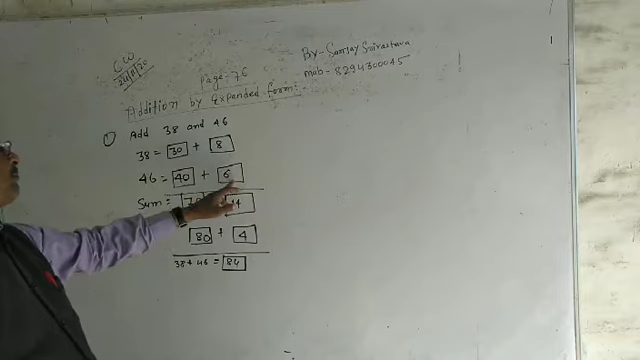 C.W
By- Sanjay Srivastava
mob- 8294300045
Page-76
Addition by Expanded form:-
① Add 38 and 46
38 = 30 + 8
46 = 40 + 6
Sum =
80 + 4
38 + 46 = 84